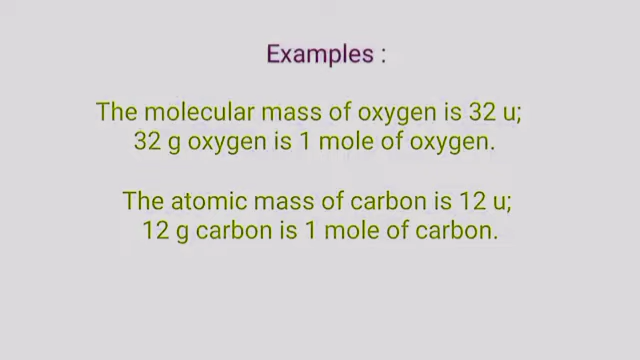 Examples :
The molecular mass of oxygen is 32 u;
32 g oxygen is 1 mole of oxygen.
The atomic mass of carbon is 12 u;
12 g carbon is 1 mole of carbon.